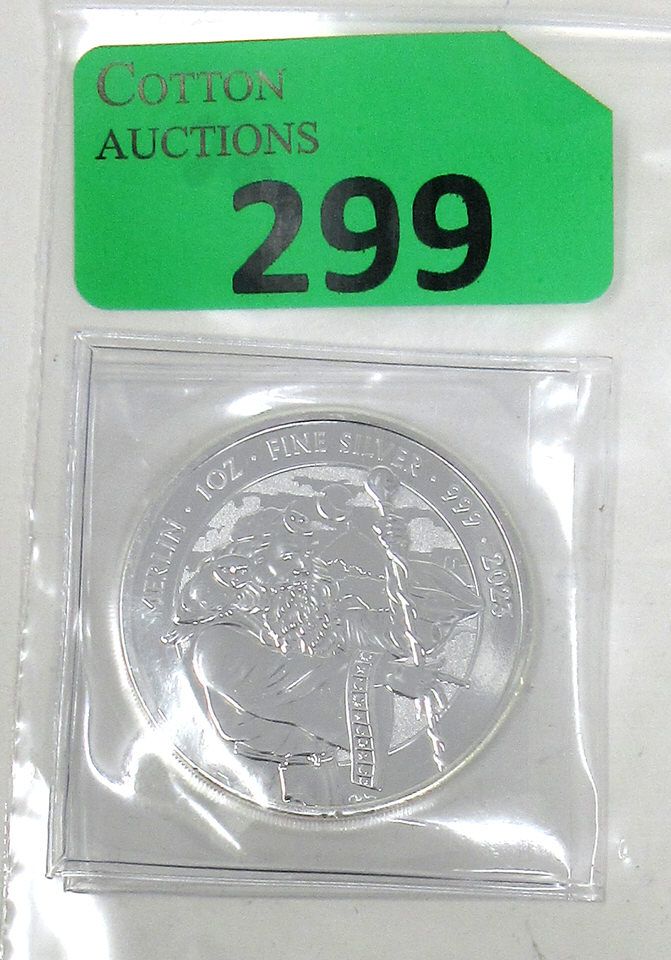 COTTON
AUCTIONS
299
MERLIN · 1OZ · FINE SILVER · 999 · 2023